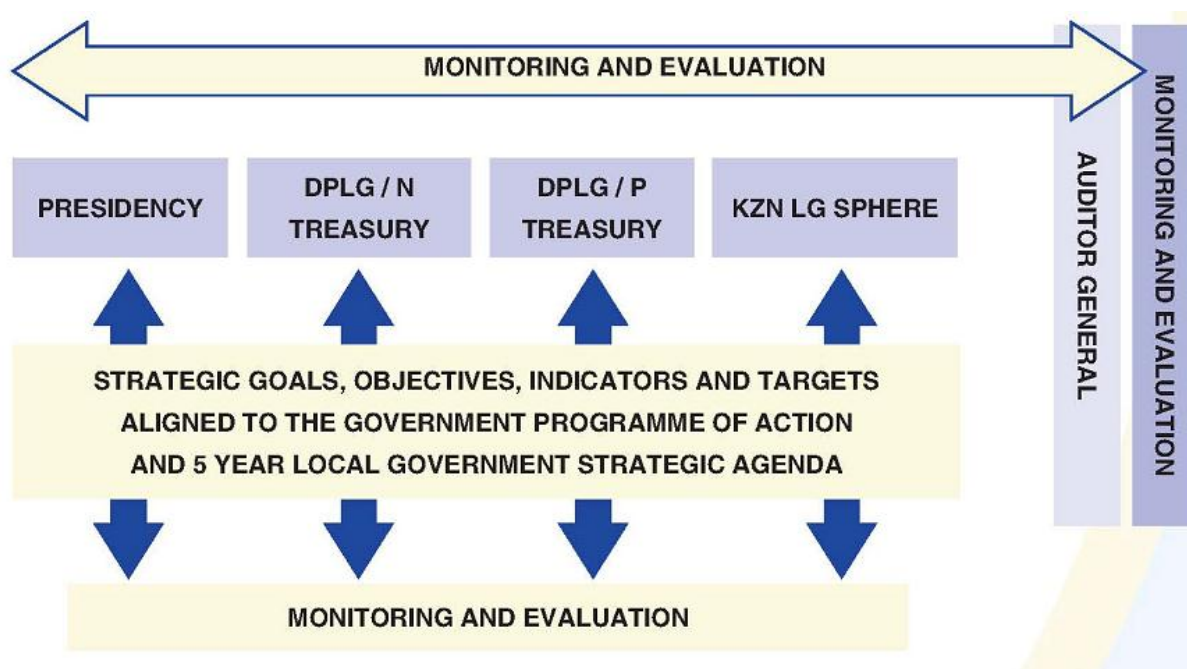 MONITORING AND EVALUATION
PRESIDENCY
DPLG / N
TREASURY
DPLG / P
TREASURY
KZN LG SPHERE
STRATEGIC GOALS, OBJECTIVES, INDICATORS AND TARGETS
ALIGNED TO THE GOVERNMENT PROGRAMME OF ACTION
AND 5 YEAR LOCAL GOVERNMENT STRATEGIC AGENDA
MONITORING AND EVALUATION
AUDITOR GENERAL
MONITORING AND EVALUATION